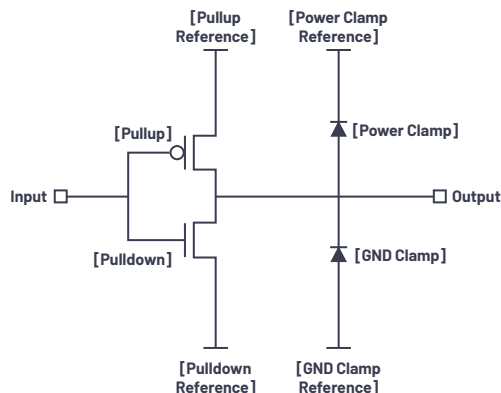 [Pullup
Reference]
[Power Clamp
Reference]
[Pullup]
[Power Clamp]
Input
Output
[Pulldown]
[GND Clamp]
[Pulldown
Reference]
[GND Clamp
Reference]